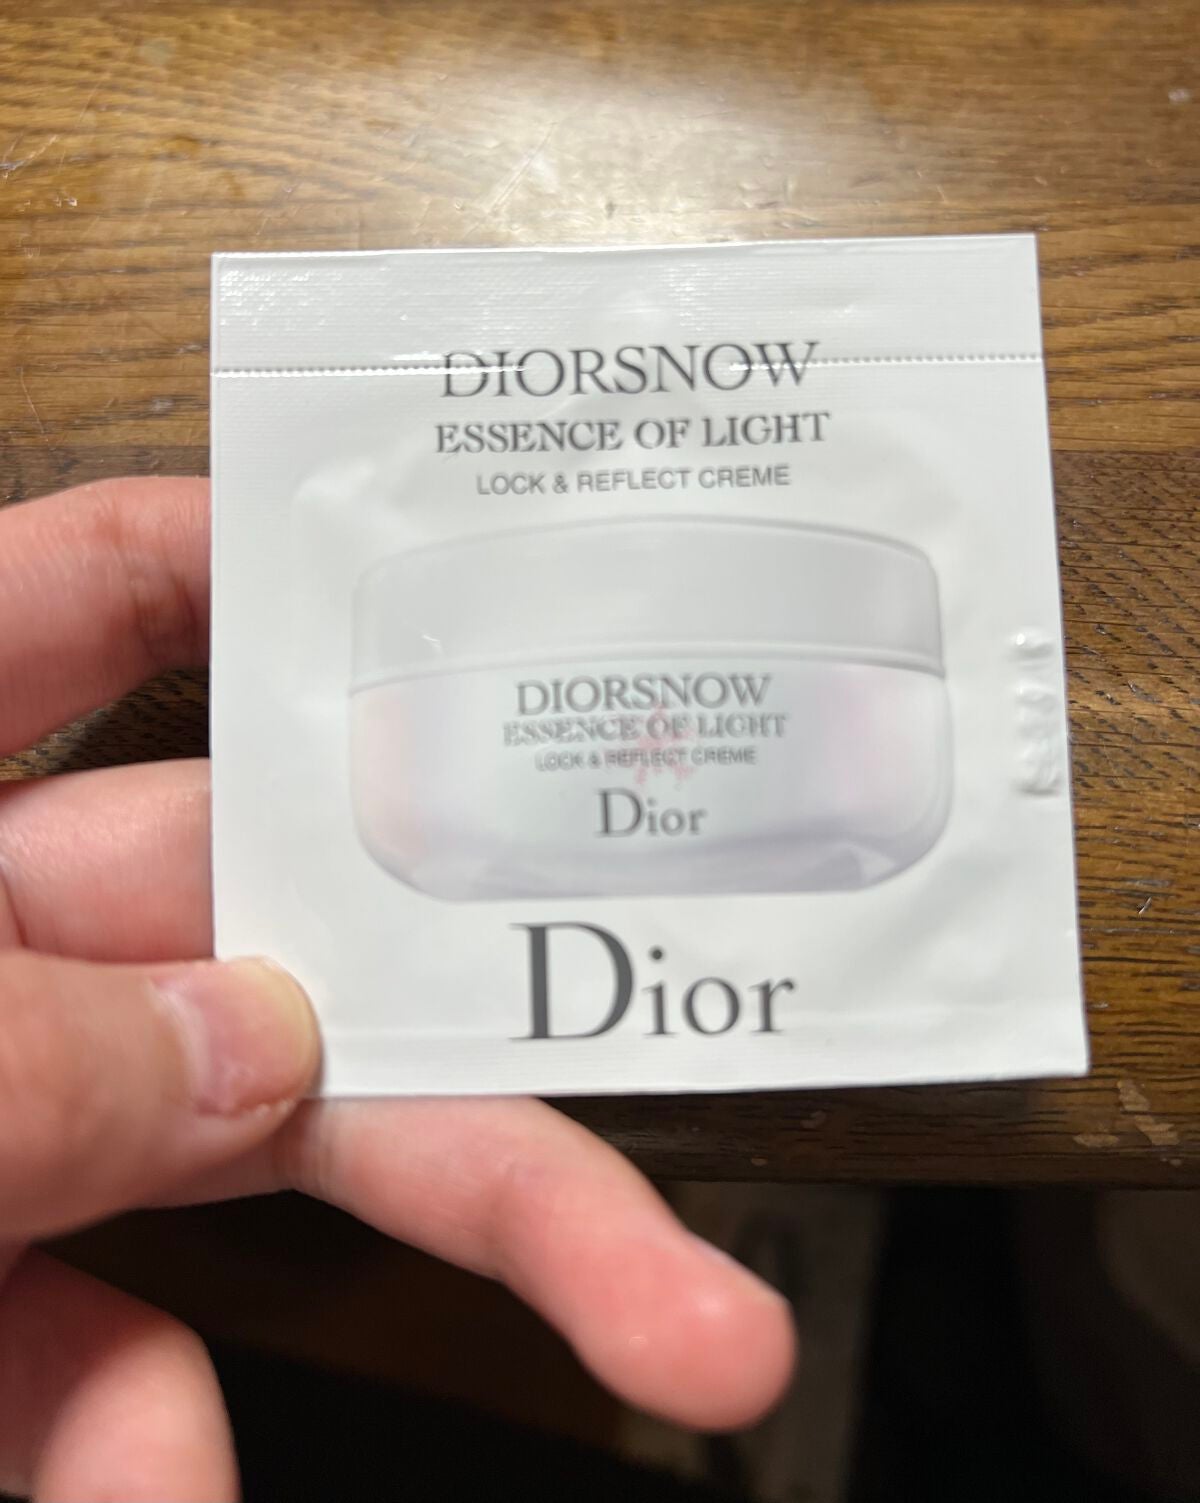 DIORSNOW
ESSENCE OF LIGHT
LOCK & REFLECT CREME
DIORSNOW
ESSENCE OF LIGHT
LOCK & REFLECT CREME
Dior
Dior